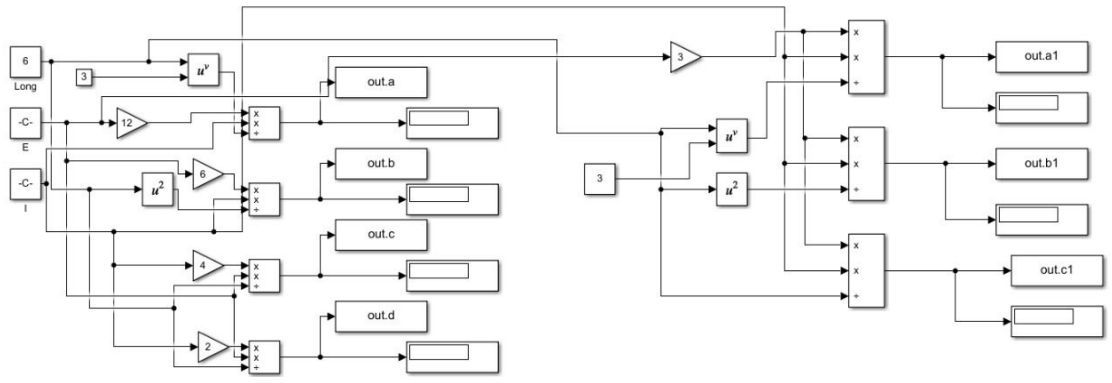 6
Long
3
u^v
-C-
E
12
x
x
÷
out.a
-C-
I
6
u^2
x
x
÷
out.b
4
x
x
÷
out.c
2
x
x
÷
out.d
3
x
x
÷
out.a1
3
u^v
u^2
x
x
÷
out.b1
x
x
÷
out.c1